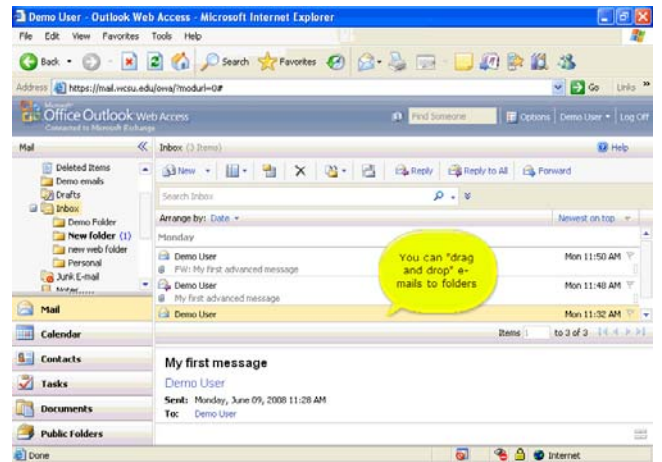 Demo User - Outlook Web Access - Microsoft Internet Explorer
File Edit View Favorites Tools Help
Back Search Favorites
Address https://mail.wcsu.edu/owa/?modurl=0# Go Links »
Microsoft
Office Outlook Web Access Find Someone Options Demo User Log Off
Connected to Microsoft Exchange
Mail « Inbox (3 Items) Help
Deleted Items
Demo emails
Drafts
Inbox
Demo Folder
New folder (1)
new web folder
Personal
Junk E-mail
Notes
New Reply Reply to All Forward
Search Inbox
Arrange by: Date Newest on top
Monday
Demo User Mon 11:50 AM
FW: My first advanced message
Demo User Mon 11:48 AM
My first advanced message
Demo User Mon 11:32 AM
You can "drag
and drop" e-
mails to folders
Items 1 to 3 of 3
Mail
Calendar
Contacts
Tasks
Documents
Public Folders
My first message
Demo User
Sent: Monday, June 09, 2008 11:28 AM
To: Demo User
Done Internet